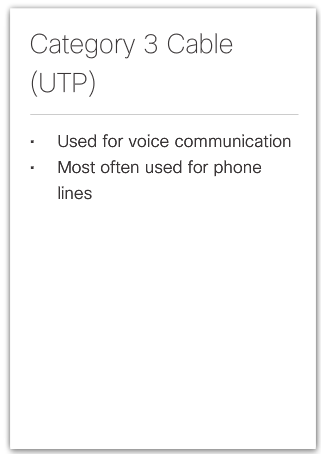 Category 3 Cable
(UTP)
▪ Used for voice communication
▪ Most often used for phone
lines